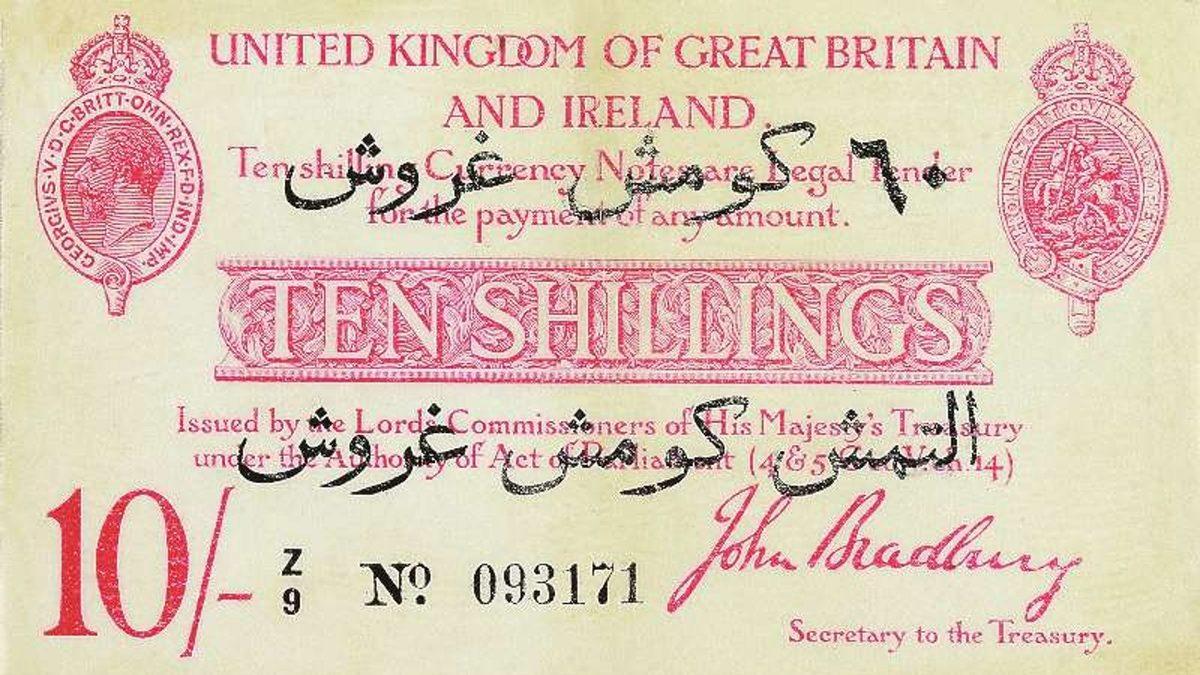 UNITED KINGDOM OF GREAT BRITAIN
AND IRELAND.
GEORGIVS·V·D·G·BRITT·OMN·REX·F·D·IND·IMP·
Ten shilling Currency Notes are Legal Tender
٦٠ كومش غروش
for the payment of any amount.
TEN SHILLINGS
Issued by the Lords Commissioners of His Majesty's Treasury
التمش كومش غروش
under the Authority of Act of Parliament (4 & 5 Geo. V. Ch. 14)
10/-
Z
9
Nº 093171
John Bradbury
Secretary to the Treasury.